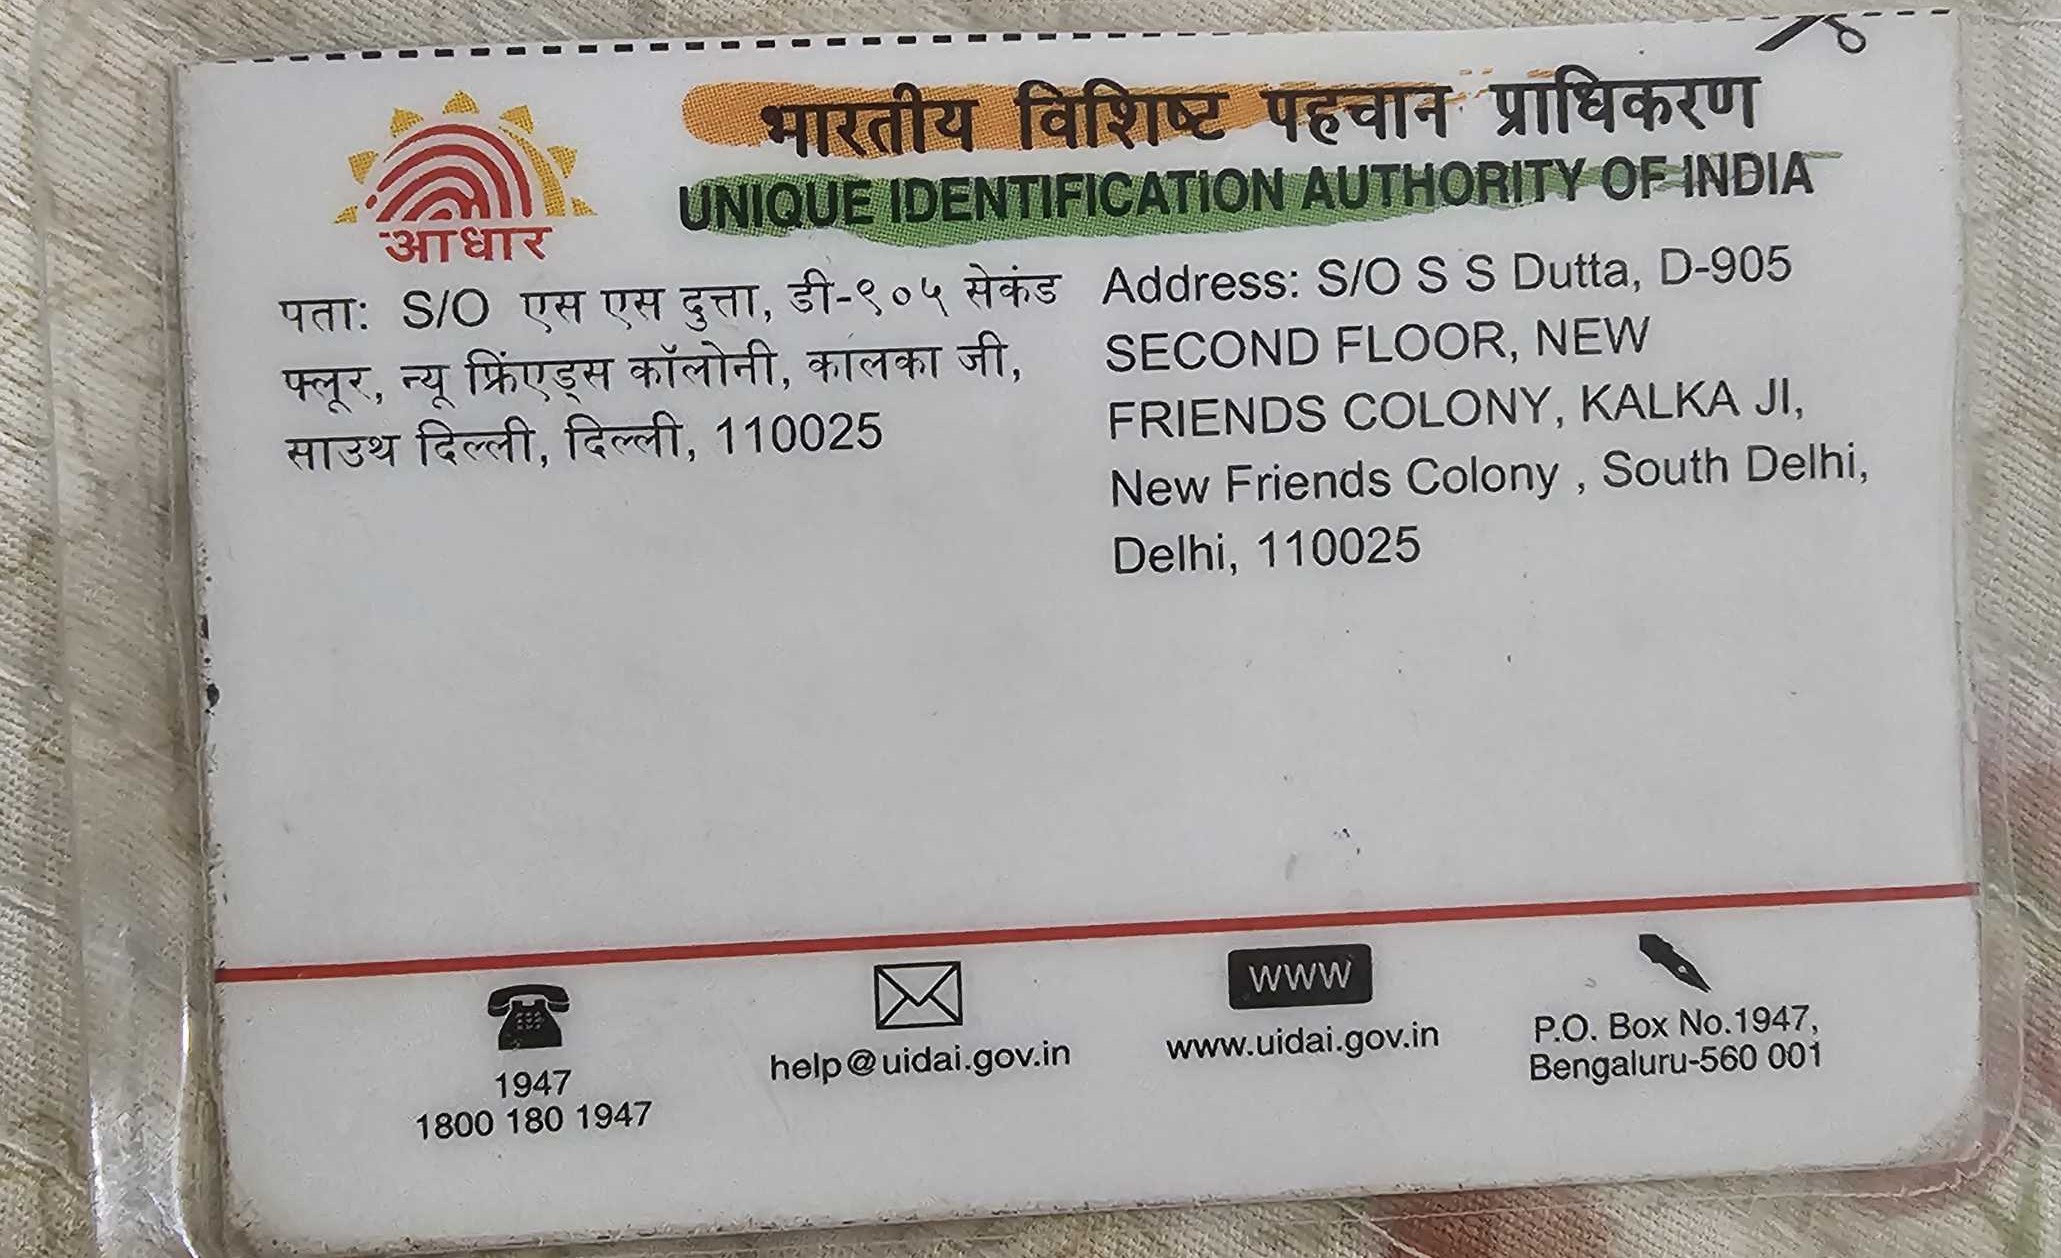 भारतीय विशिष्ट पहचान प्राधिकरण
UNIQUE IDENTIFICATION AUTHORITY OF INDIA
आधार
पता: S/O एस एस दुत्ता, डी-९०५ सेकंड
फ्लूर, न्यू फ्रिंएड्स कॉलोनी, कालका जी,
साउथ दिल्ली, दिल्ली, 110025
Address: S/O S S Dutta, D-905
SECOND FLOOR, NEW
FRIENDS COLONY, KALKA JI,
New Friends Colony , South Delhi,
Delhi, 110025
1947
1800 180 1947
help@uidai.gov.in
www
www.uidai.gov.in
P.O. Box No.1947,
Bengaluru-560 001